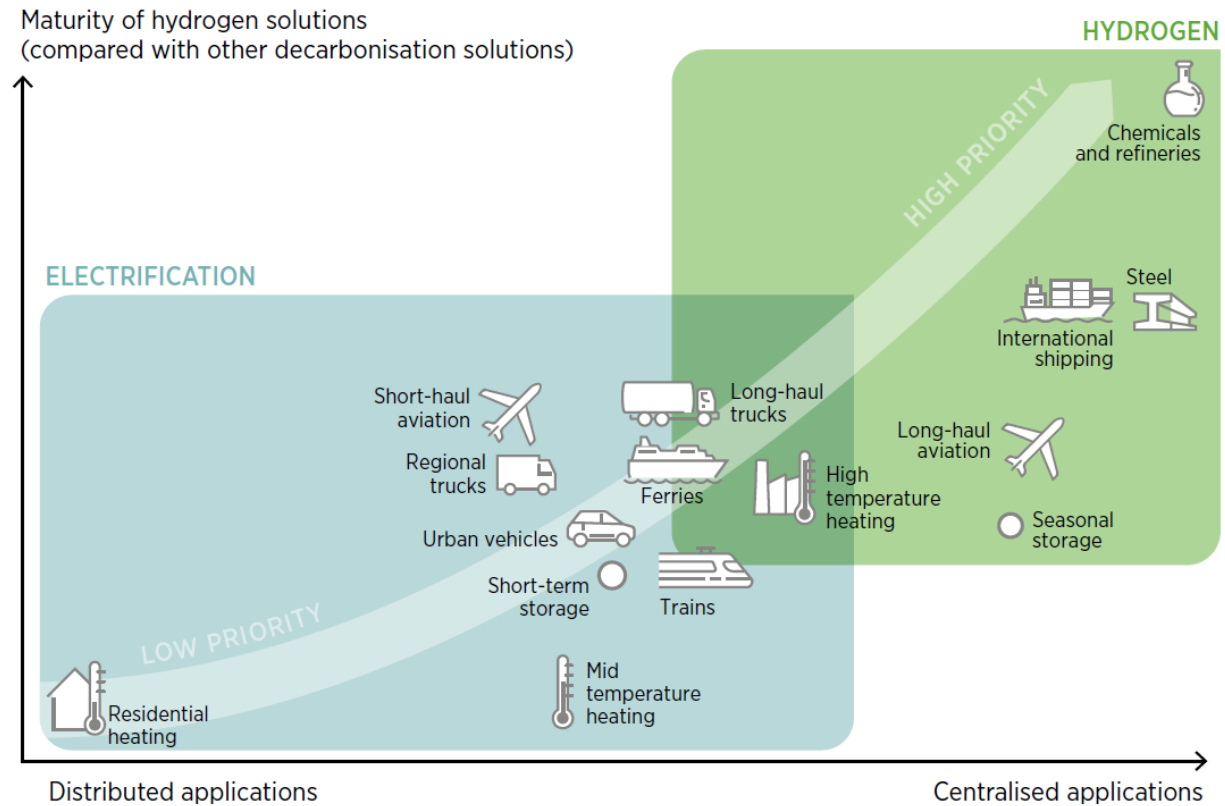 Maturity of hydrogen solutions
(compared with other decarbonisation solutions)
HYDROGEN
HIGH PRIORITY
Chemicals
and refineries
ELECTRIFICATION
Steel
International
shipping
Short-haul
aviation
Long-haul
trucks
Long-haul
aviation
Regional
trucks
Ferries
High
temperature
heating
Urban vehicles
Seasonal
storage
Short-term
storage
Trains
LOW PRIORITY
Mid
temperature
heating
Residential
heating
Distributed applications
Centralised applications